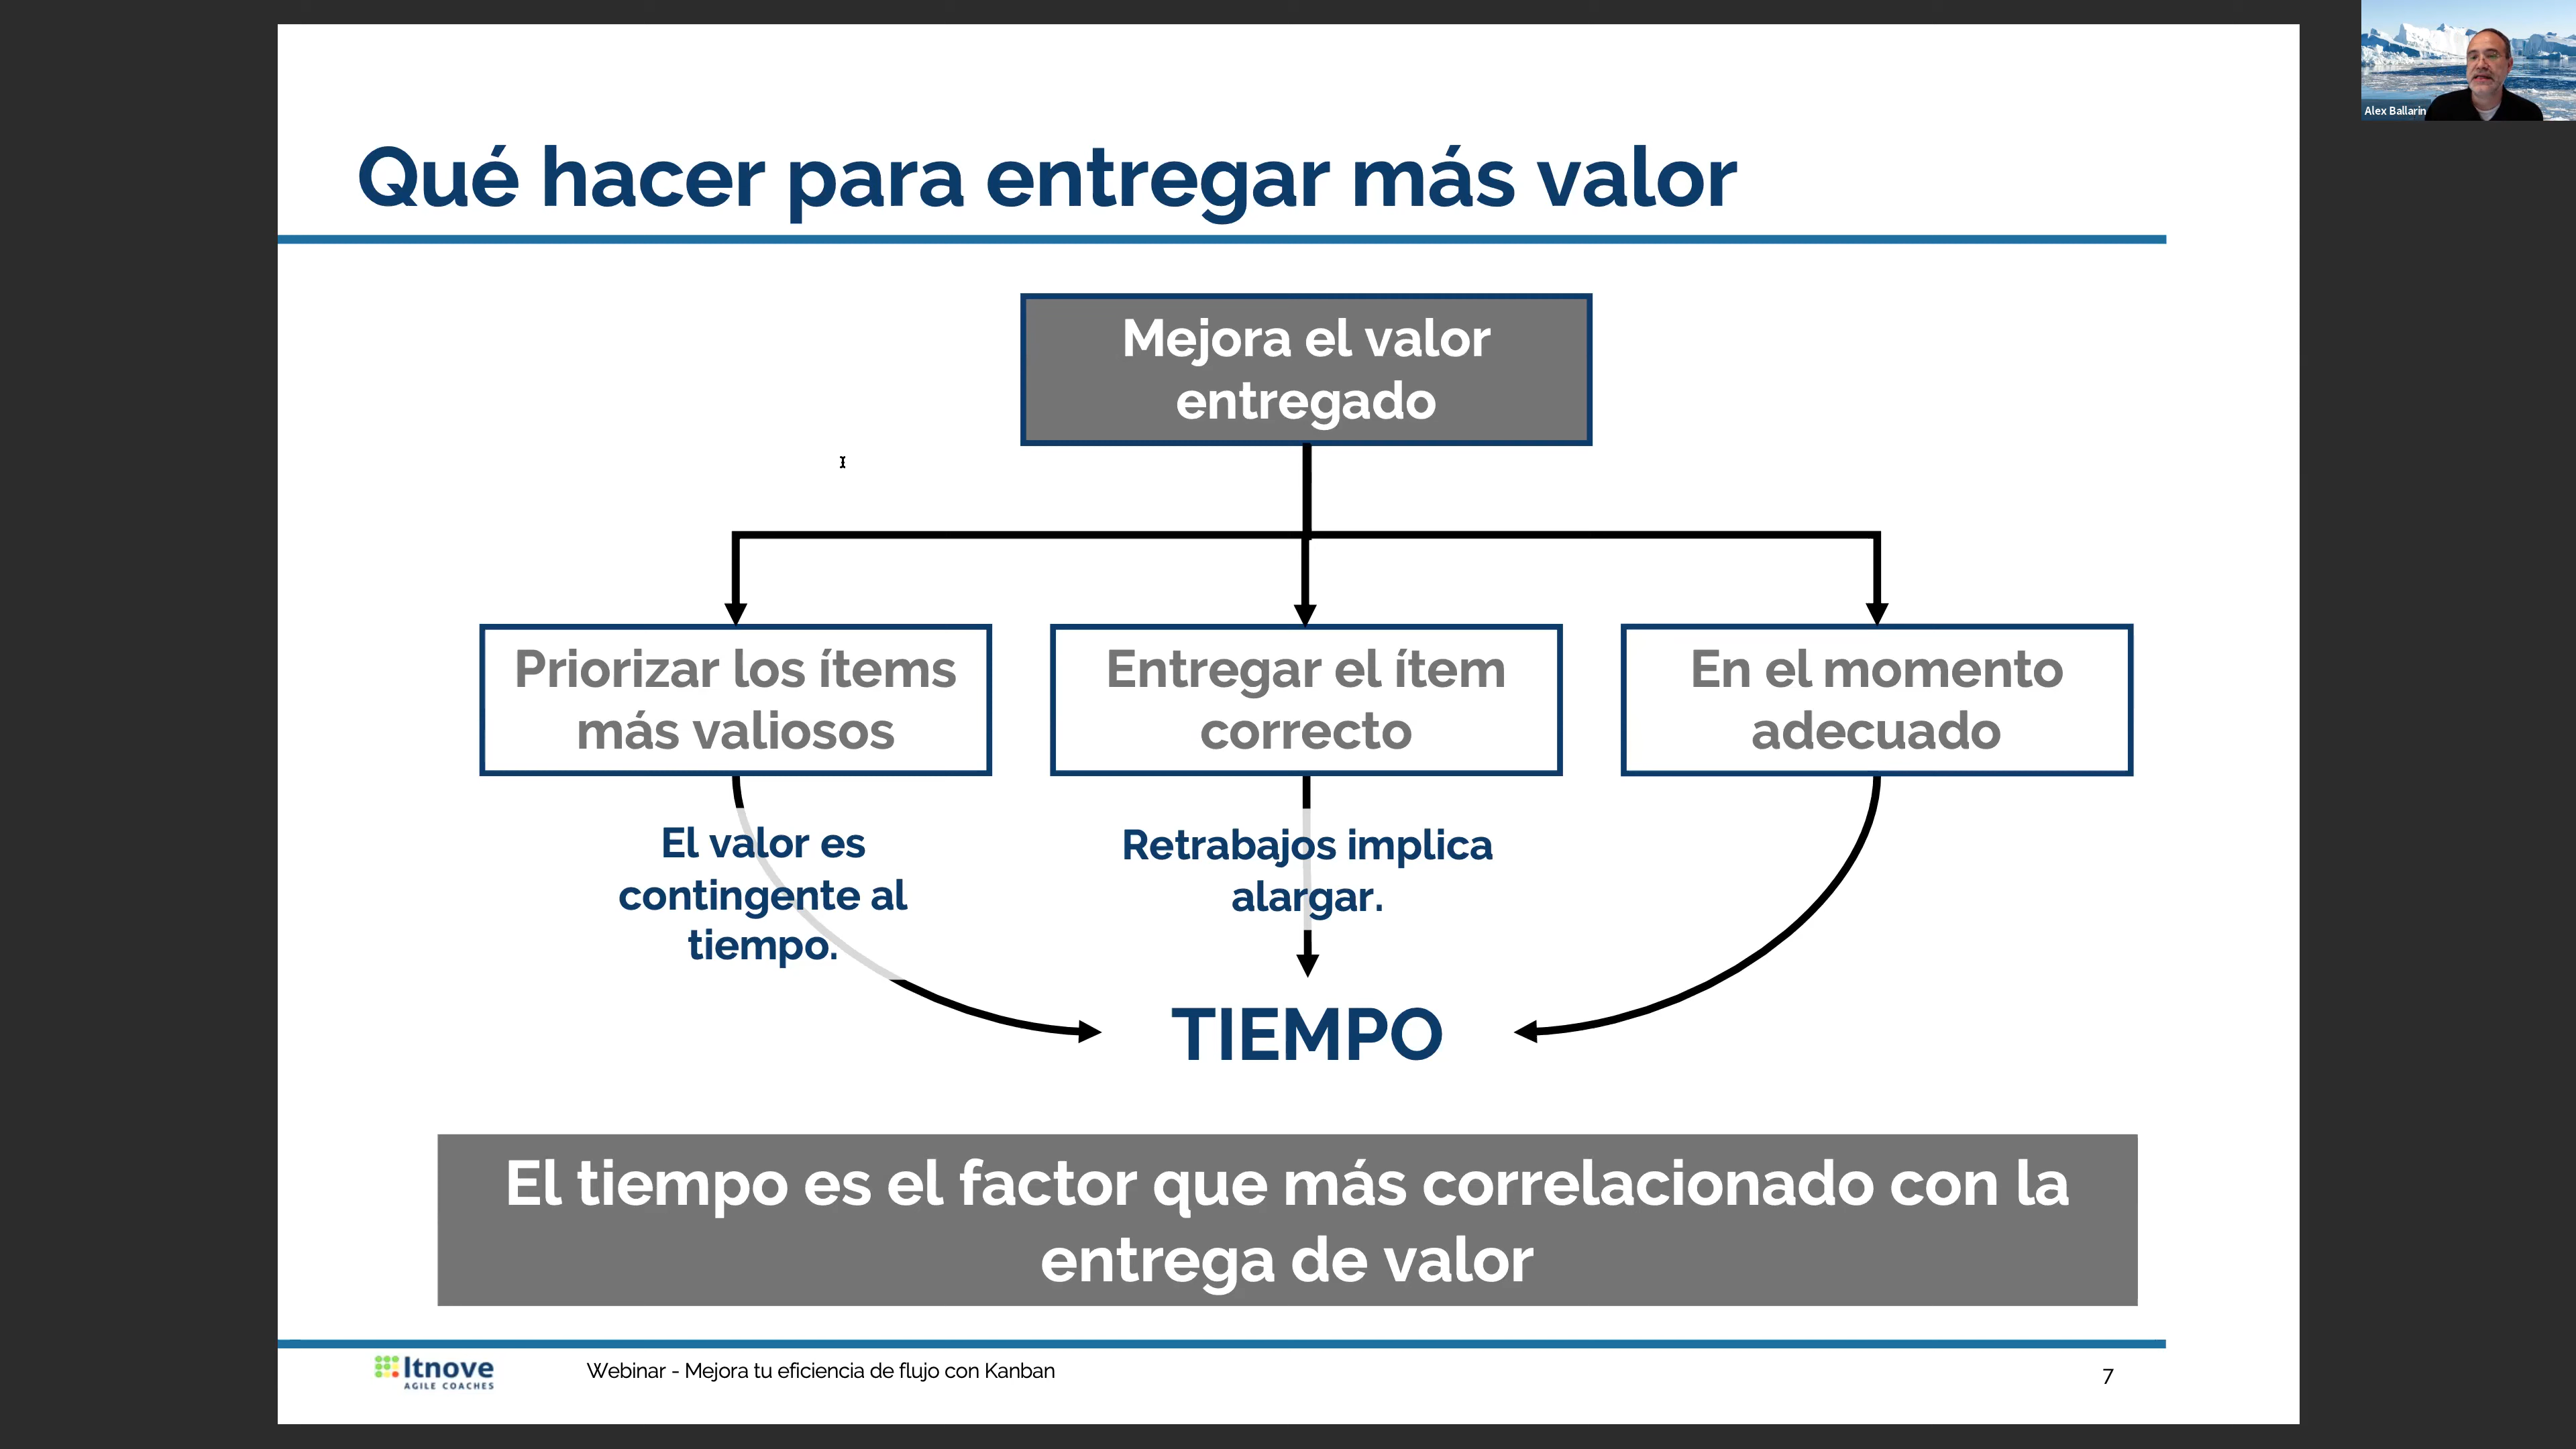 Alex Ballarin
Qué hacer para entregar más valor
Mejora el valor
entregado
Priorizar los ítems
más valiosos
Entregar el ítem
correcto
En el momento
adecuado
El valor es
contingente al
tiempo.
Retrabajos implica
alargar.
TIEMPO
El tiempo es el factor que más correlacionado con la
entrega de valor
Itnove
AGILE COACHES
Webinar - Mejora tu eficiencia de flujo con Kanban
7